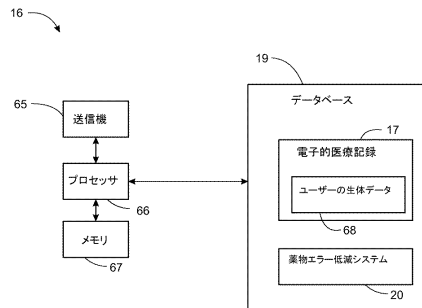 16
19
データベース
65
送信機
17
電子的医療記録
プロセッサ
66
ユーザーの生体データ
68
メモリ
67
薬物エラー低減システム
20